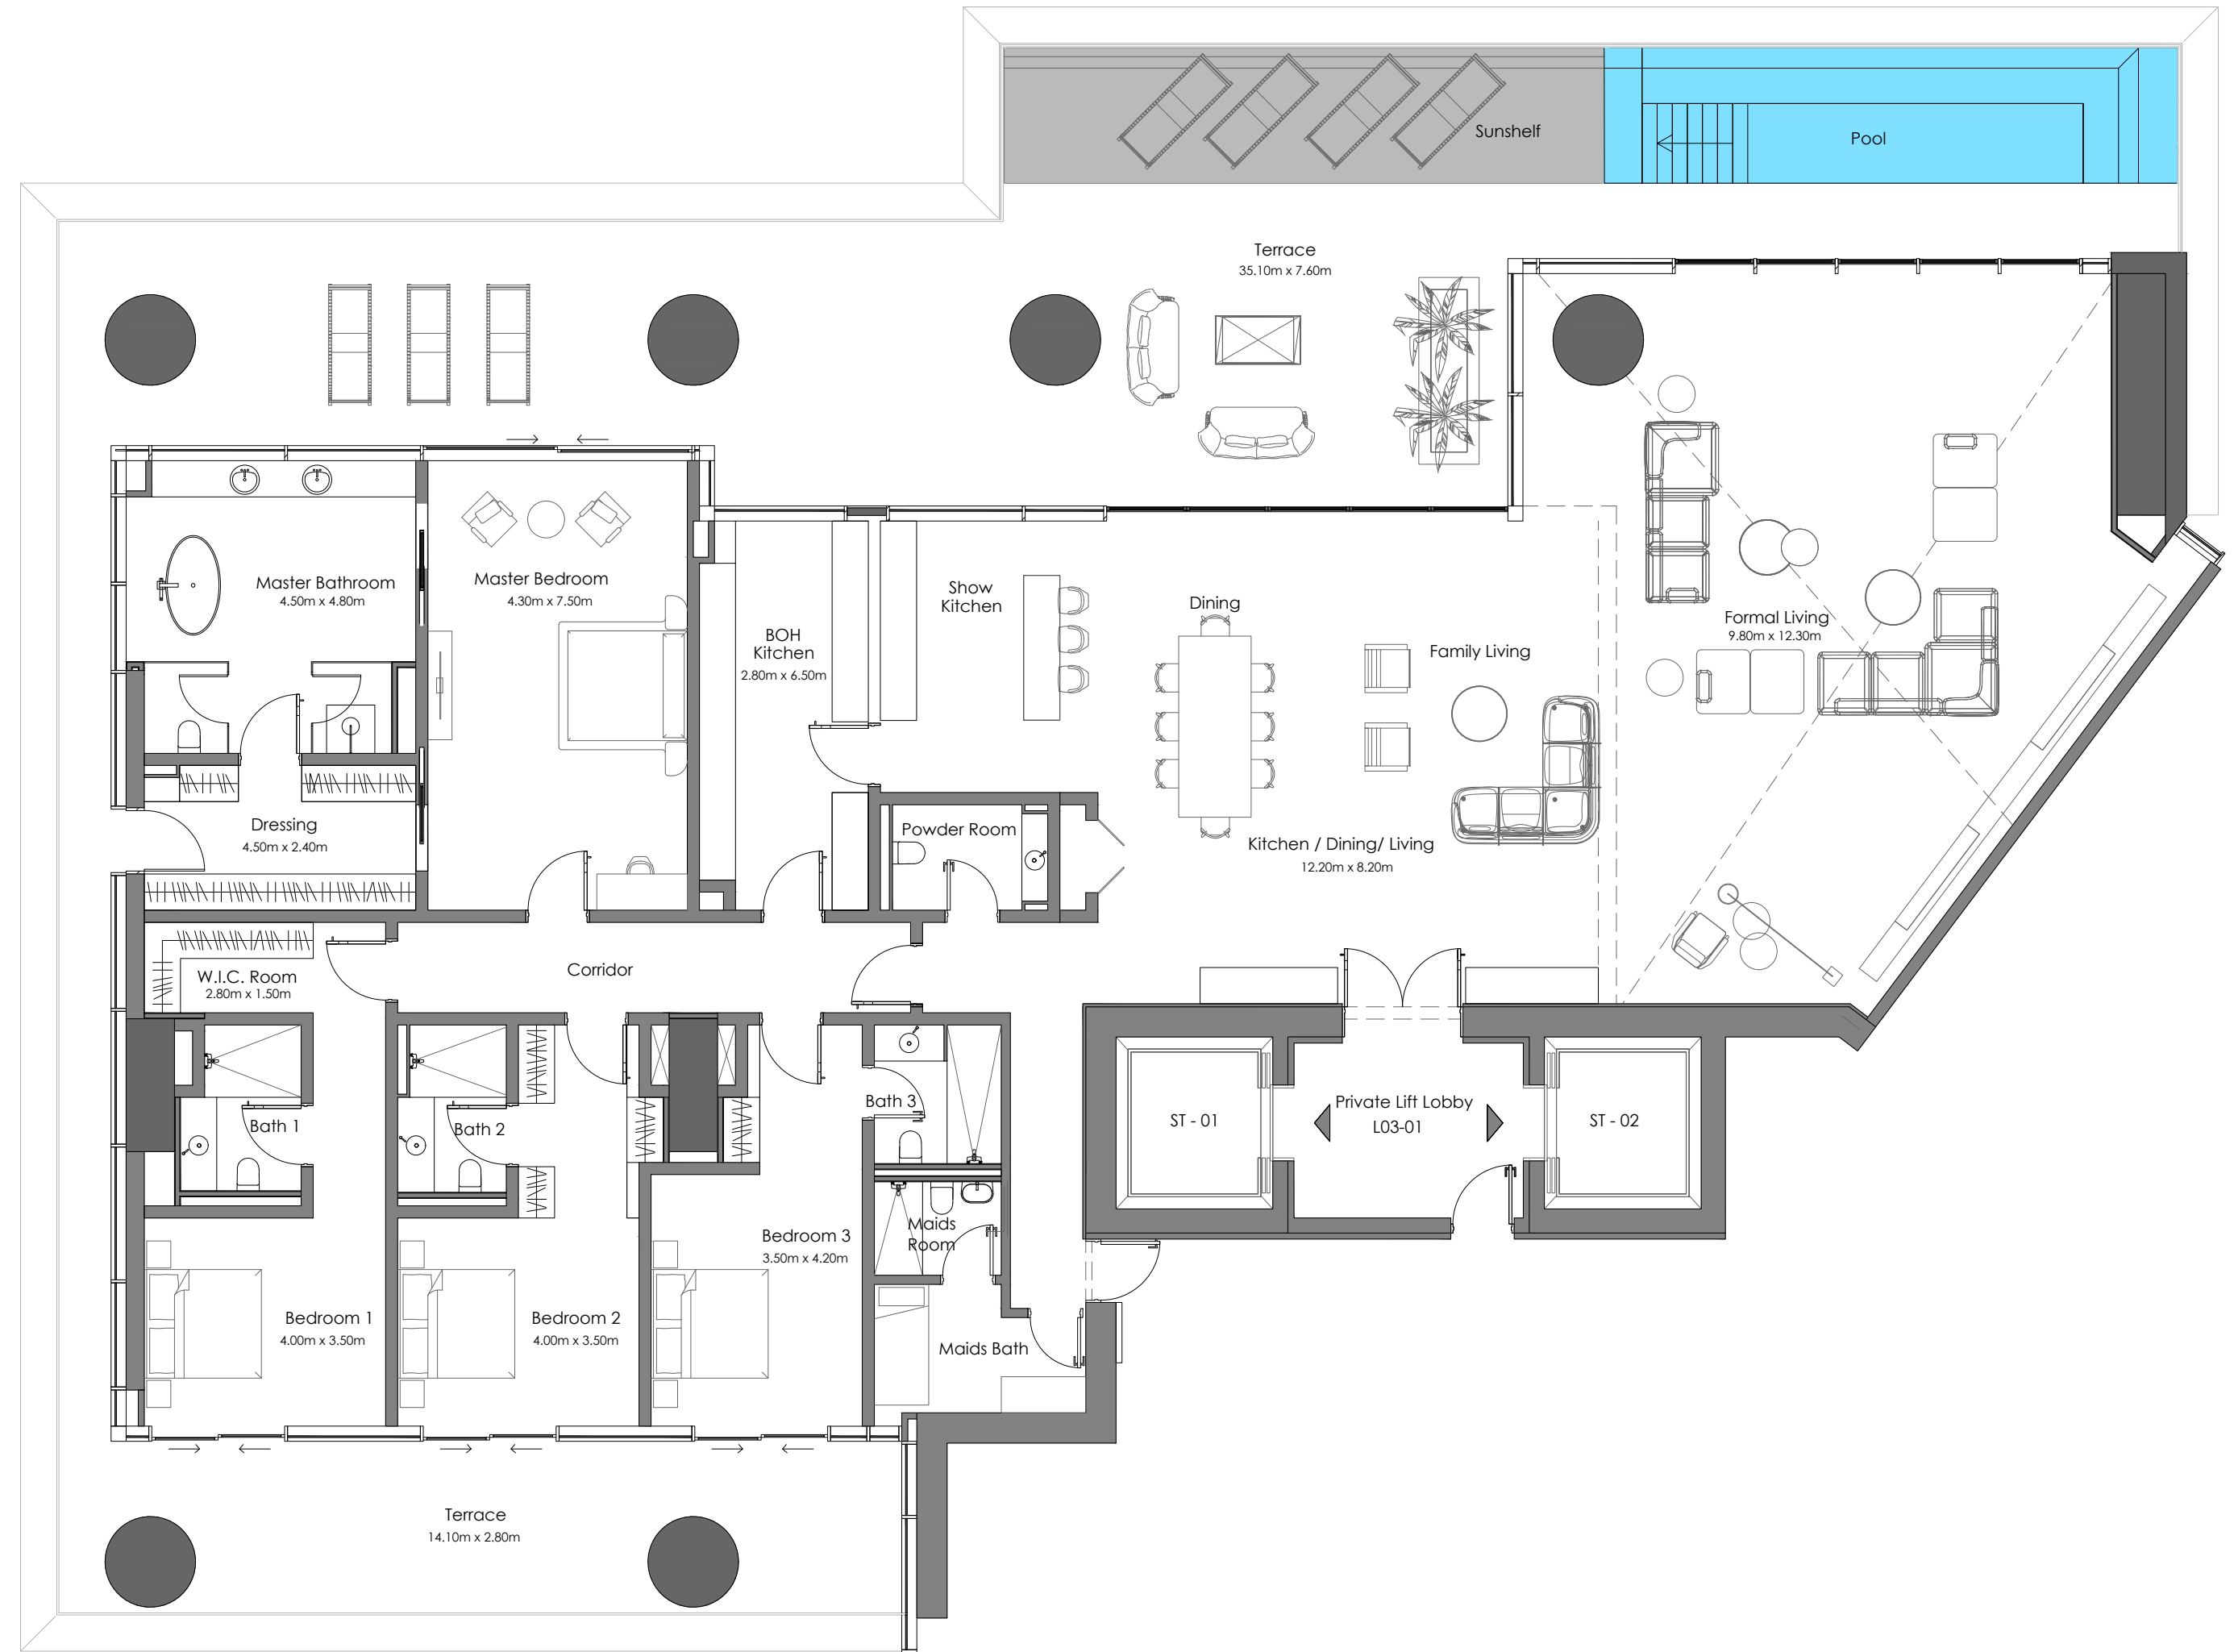 Sunshelf
Pool
Terrace
35.10m x 7.60m
Master Bathroom
4.50m x 4.80m
Master Bedroom
4.30m x 7.50m
BOH
Kitchen
2.80m x 6.50m
Show
Kitchen
Dining
Family Living
Formal Living
9.80m x 12.30m
Dressing
4.50m x 2.40m
Powder Room
Kitchen / Dining/ Living
12.20m x 8.20m
W.I.C. Room
2.80m x 1.50m
Corridor
Bath 1
Bath 2
Bath 3
ST - 01
Private Lift Lobby
L03-01
ST - 02
Maids
Room
Bedroom 3
3.50m x 4.20m
Bedroom 1
4.00m x 3.50m
Bedroom 2
4.00m x 3.50m
Maids Bath
Terrace
14.10m x 2.80m